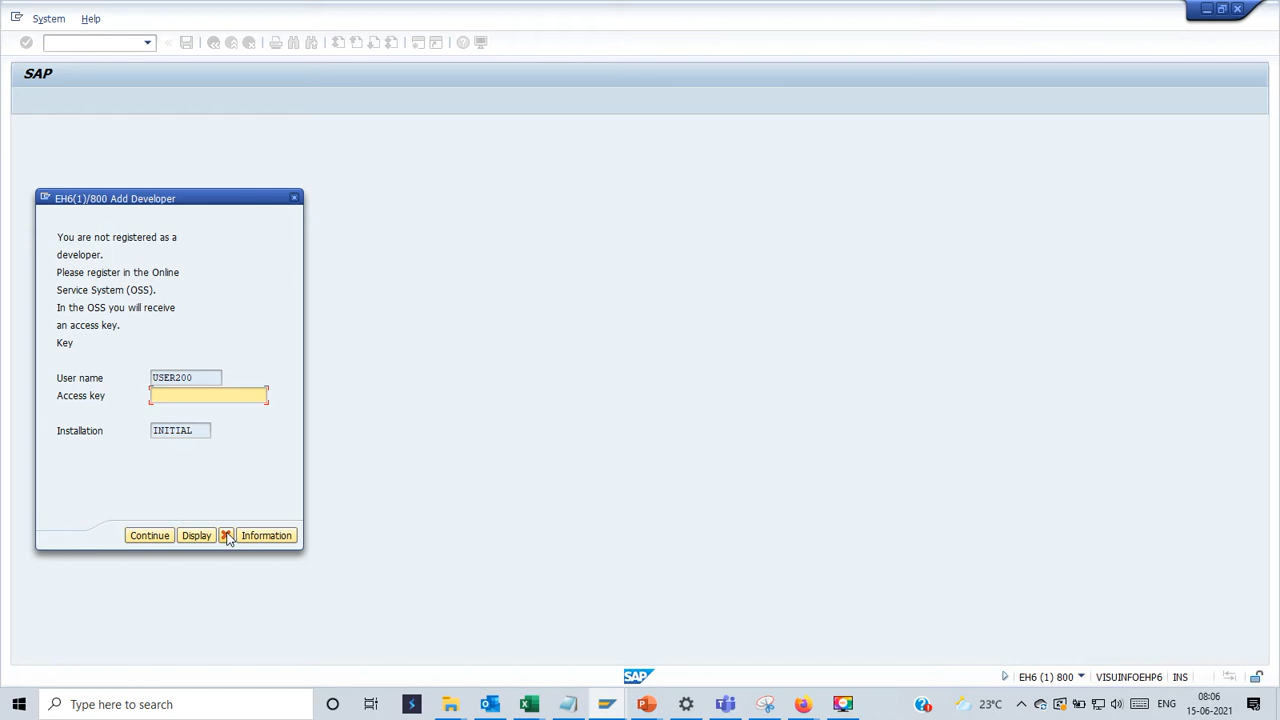 System Help
SAP
EH6(1)/800 Add Developer
You are not registered as a
developer.
Please register in the Online
Service System (OSS).
In the OSS you will receive
an access key.
Key
User name USER200
Access key
Installation INITIAL
Continue Display Information
SAP
EH6 (1) 800 VISUINFOEHP6 INS
Type here to search
23°C ENG 08:06
15-06-2021